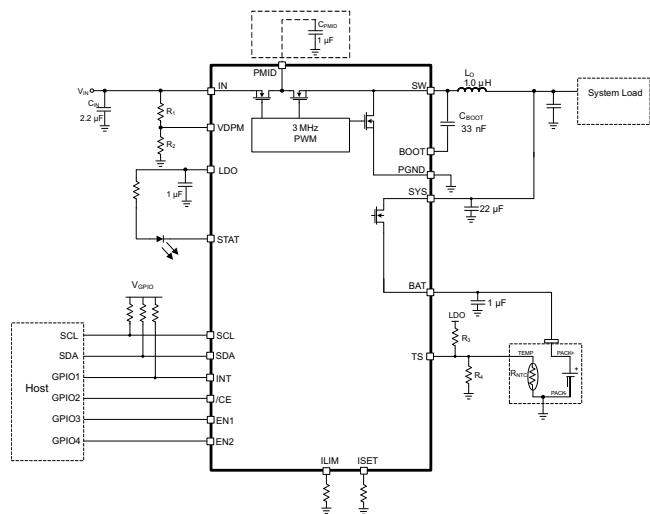 CPMID
1 µF
PMID
VIN
CIN
2.2 µF
R1
R2
IN
VDPM
LDO
1 µF
STAT
3 MHz
PWM
SW
LO
1.0 µH
CBOOT
33 nF
BOOT
PGND
SYS
22 µF
System Load
BAT
1 µF
LDO
R3
TS
R4
TEMP
PACK+
RNTC
+
PACK-
VGPIO
Host
SCL
SDA
GPIO1
GPIO2
GPIO3
GPIO4
SCL
SDA
INT
/CE
EN1
EN2
ILIM
ISET